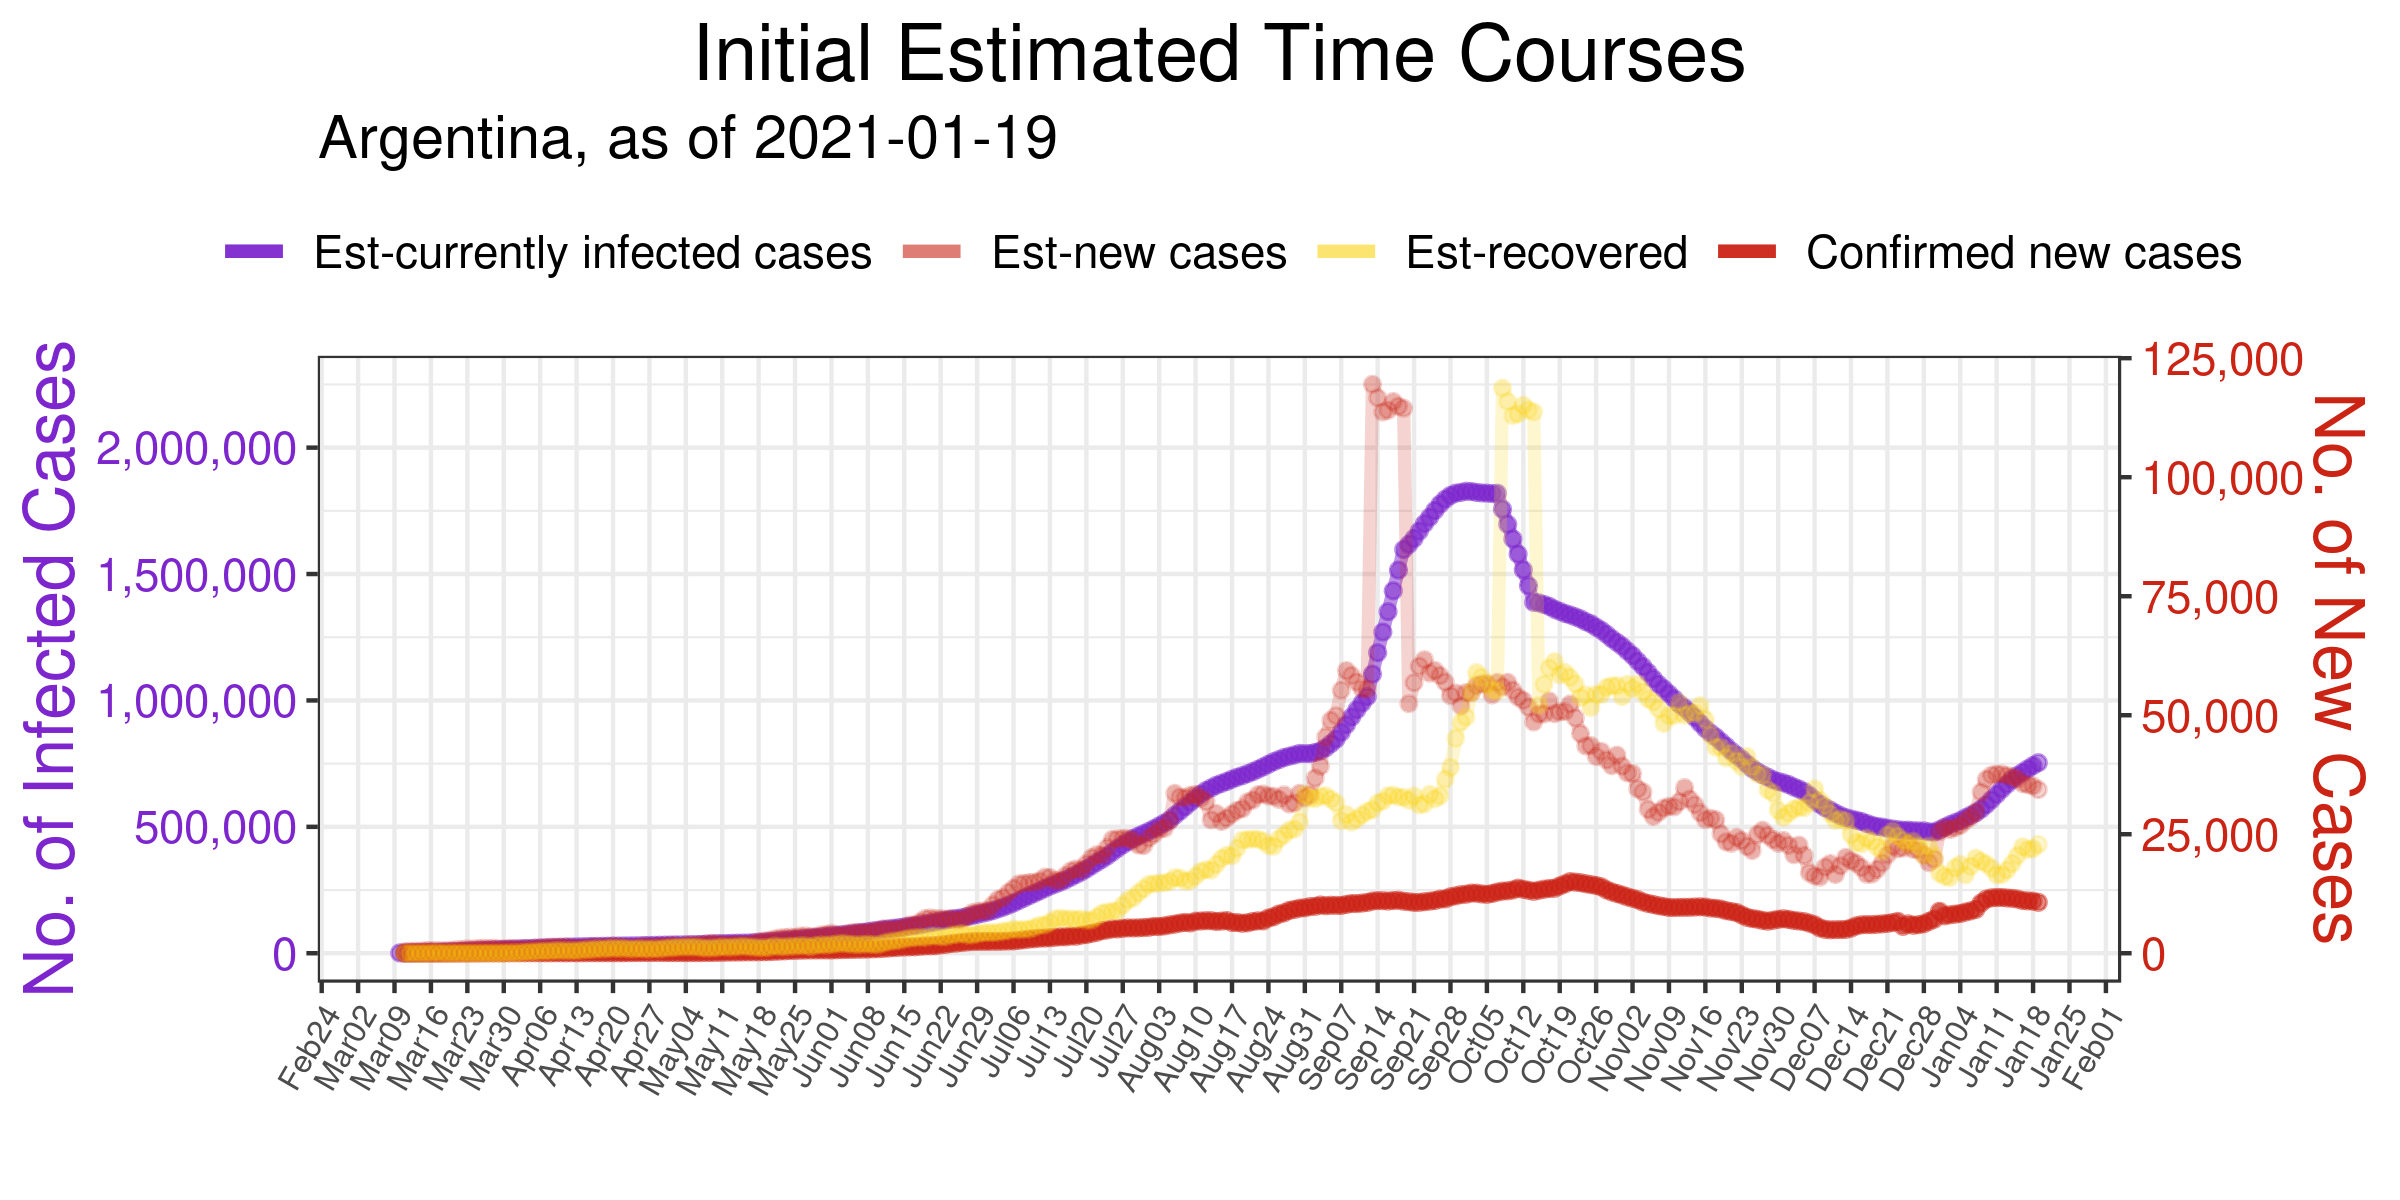 Initial Estimated Time Courses
Argentina, as of 2021-01-19
Est-currently infected cases Est-new cases Est-recovered Confirmed new cases
No. of Infected Cases
2,000,000
1,500,000
1,000,000
500,000
0
125,000
100,000
75,000
50,000
25,000
0
No. of New Cases
Feb24 Mar02 Mar09 Mar16 Mar23 Mar30 Apr06 Apr13 Apr20 Apr27 May04 May11 May18 May25 Jun01 Jun08 Jun15 Jun22 Jun29 Jul06 Jul13 Jul20 Jul27 Aug03 Aug10 Aug17 Aug24 Aug31 Sep07 Sep14 Sep21 Sep28 Oct05 Oct12 Oct19 Oct26 Nov02 Nov09 Nov16 Nov23 Nov30 Dec07 Dec14 Dec21 Dec28 Jan04 Jan11 Jan18 Jan25 Feb01